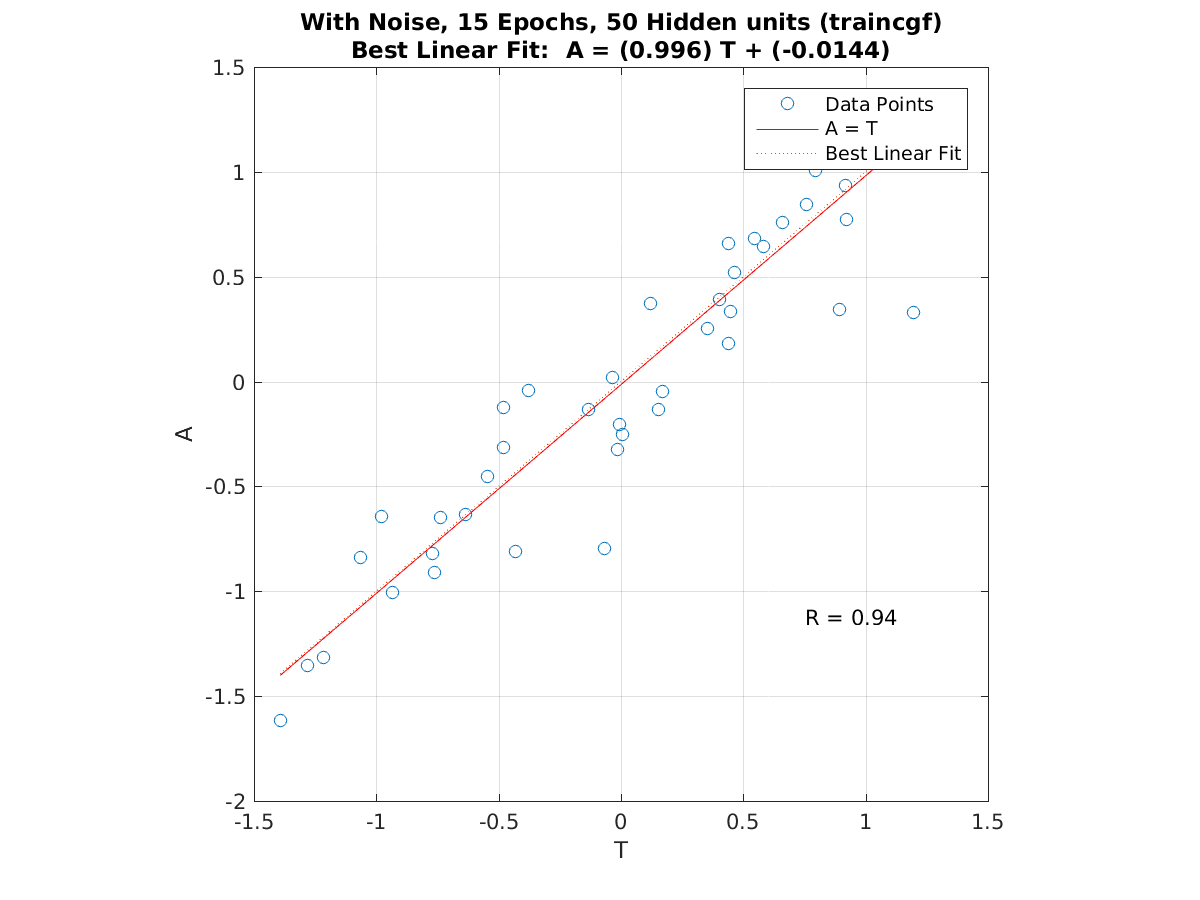 With Noise, 15 Epochs, 50 Hidden units (traincgf)
Best Linear Fit:  A = (0.996) T + (-0.0144)
1.5
Data Points
A = T
Best Linear Fit
1
0.5
0
A
-0.5
-1
R = 0.94
-1.5
-2
-1.5 -1 -0.5 0 0.5 1 1.5
T